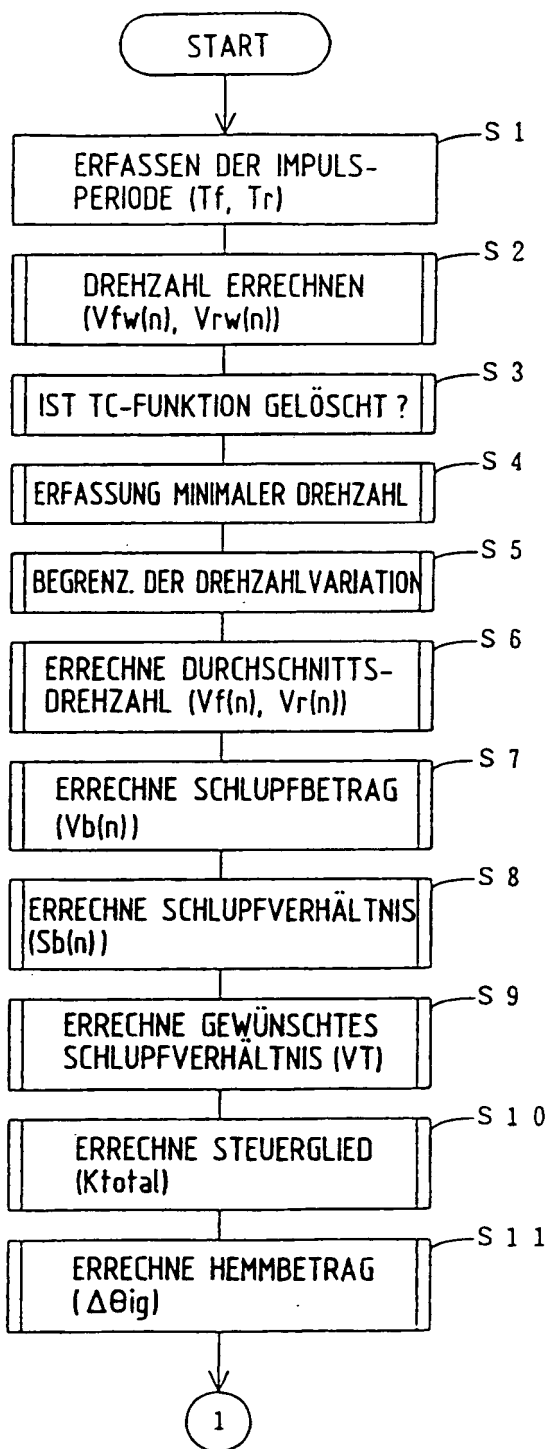 START
S 1
ERFASSEN DER IMPULS-
PERIODE (Tf, Tr)
S 2
DREHZAHL ERRECHNEN
(Vfw(n), Vrw(n))
S 3
IST TC-FUNKTION GELÖSCHT ?
S 4
ERFASSUNG MINIMALER DREHZAHL
S 5
BEGRENZ. DER DREHZAHLVARIATION
S 6
ERRECHNE DURCHSCHNITTS-
DREHZAHL (Vf(n), Vr(n))
S 7
ERRECHNE SCHLUPFBETRAG
(Vb(n))
S 8
ERRECHNE SCHLUPFVERHÄLTNIS
(Sb(n))
S 9
ERRECHNE GEWÜNSCHTES
SCHLUPFVERHÄLTNIS (VT)
S 1 0
ERRECHNE STEUERGLIED
(Ktotal)
S 1 1
ERRECHNE HEMMBETRAG
(Δθig)
1